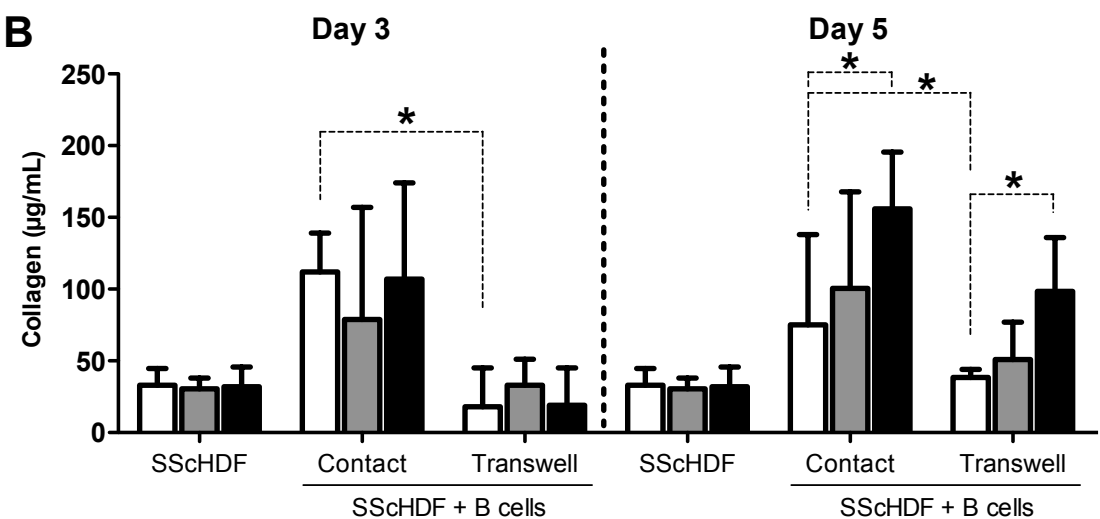 B
Day 3
Day 5
Collagen (µg/mL)
250
200
150
100
50
0
*
*
*
*
SScHDF
Contact
Transwell
SScHDF
Contact
Transwell
SScHDF + B cells
SScHDF + B cells